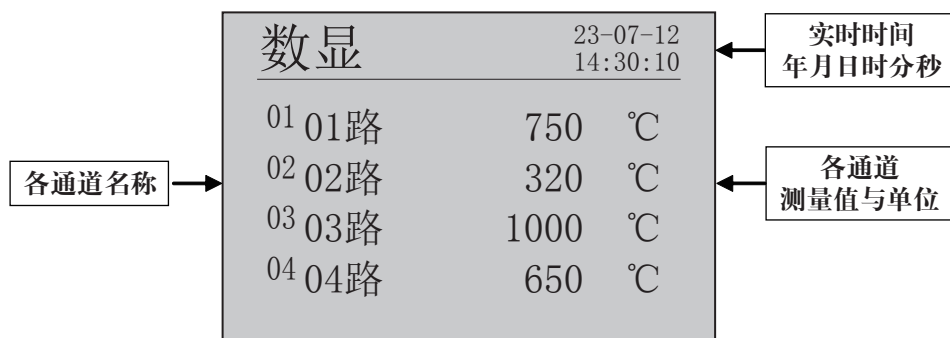 数显
23-07-12
14:30:10
实时时间
年月日时分秒
01 01路 750 ℃
02 02路 320 ℃
03 03路 1000 ℃
04 04路 650 ℃
各通道名称
各通道
测量值与单位